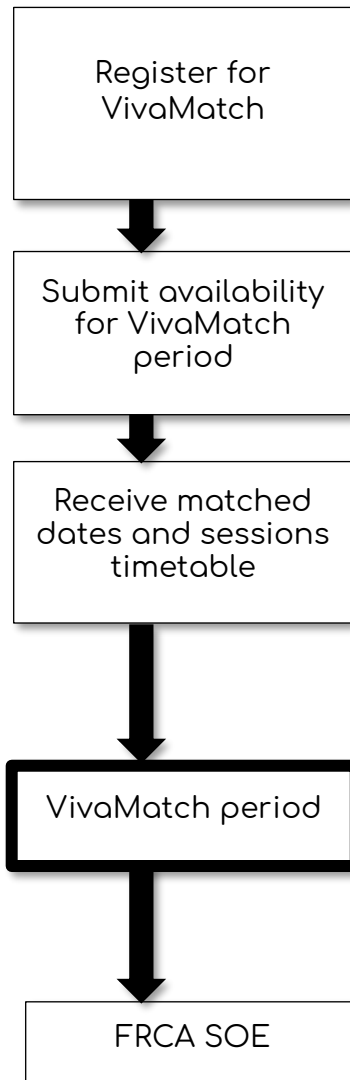 Register for
VivaMatch
Submit availability
for VivaMatch
period
Receive matched
dates and sessions
timetable
VivaMatch period
FRCA SOE